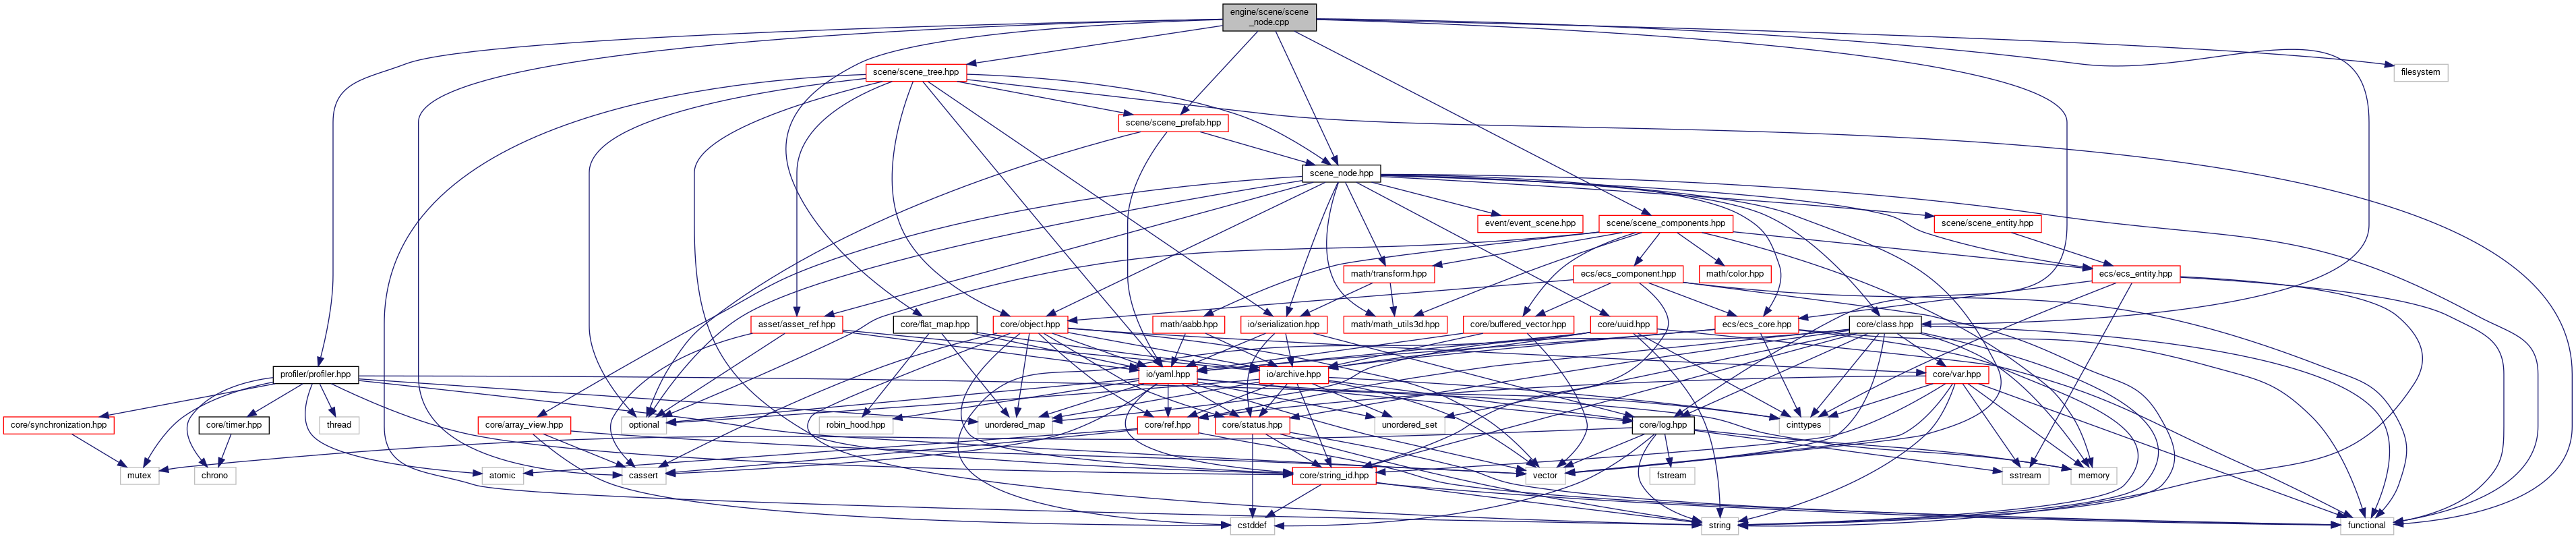 engine/scene/scene
_node.cpp
scene/scene_tree.hpp
filesystem
scene/scene_prefab.hpp
scene_node.hpp
event/event_scene.hpp
scene/scene_components.hpp
scene/scene_entity.hpp
math/transform.hpp
math/color.hpp
ecs/ecs_component.hpp
ecs/ecs_entity.hpp
asset/asset_ref.hpp
core/flat_map.hpp
core/object.hpp
math/aabb.hpp
io/serialization.hpp
math/math_utils3d.hpp
core/buffered_vector.hpp
core/uuid.hpp
ecs/ecs_core.hpp
core/class.hpp
profiler/profiler.hpp
io/yaml.hpp
io/archive.hpp
core/var.hpp
core/synchronization.hpp
core/timer.hpp
thread
core/array_view.hpp
optional
robin_hood.hpp
unordered_map
core/ref.hpp
core/status.hpp
unordered_set
core/log.hpp
cinttypes
mutex
chrono
atomic
cassert
core/string_id.hpp
vector
fstream
sstream
memory
cstddef
string
functional